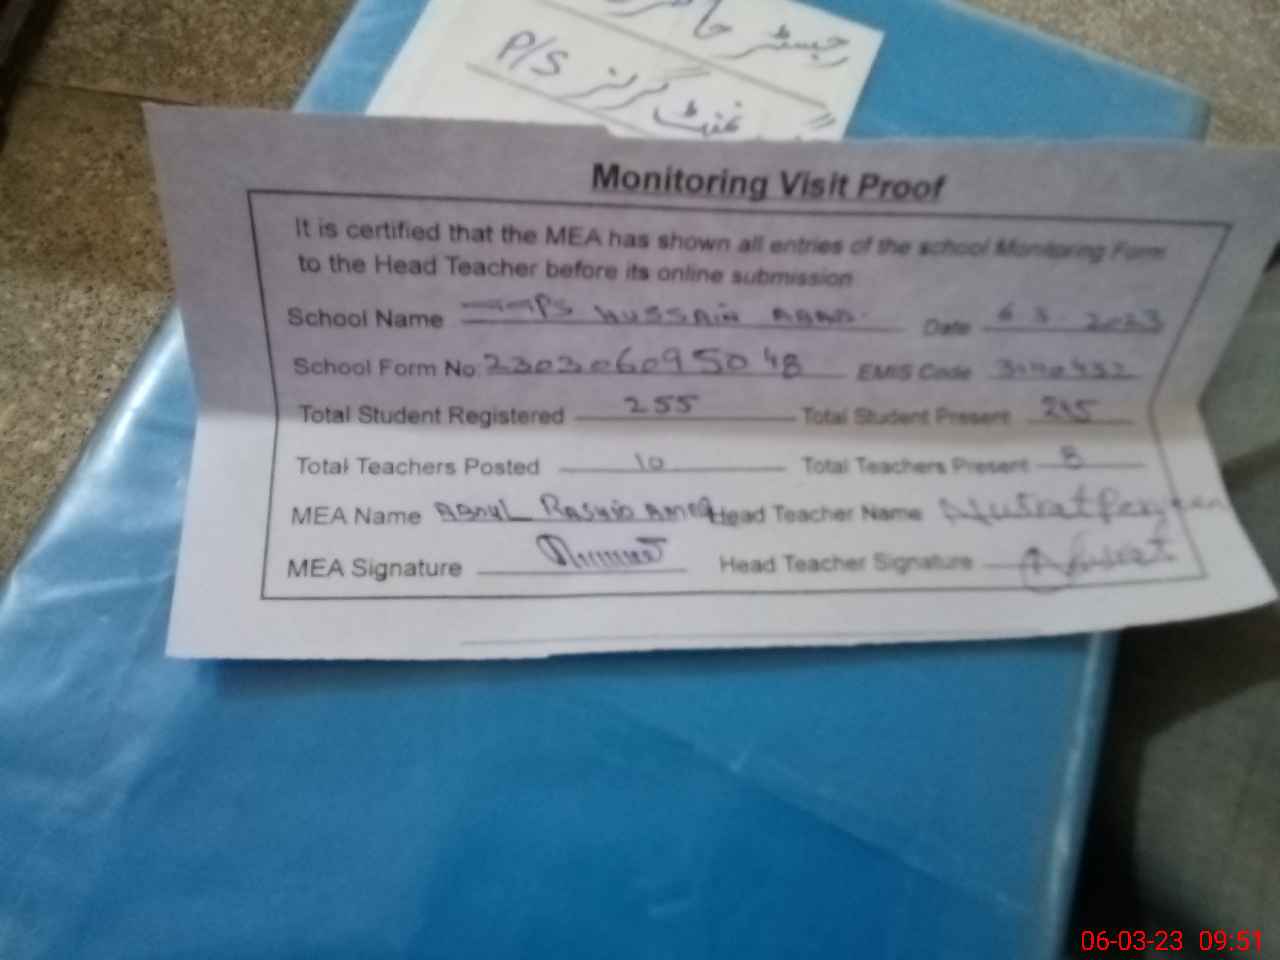 رجسٹر
گرلز P/S
Monitoring Visit Proof
It is certified that the MEA has shown all entries of the school Monitoring Form
to the Head Teacher before its online submission
School Name HUSSAIN ABAD. Date 6 3. 2023
School Form No. 230306095048 EMIS Code
Total Student Registered 255 Total Student Present 245
Total Teachers Posted 10 Total Teachers Present 8
MEA Name ABDUL RASHID Head Teacher Name Nusrat Perveen
MEA Signature Head Teacher Signature Nusrat
06-03-23 09:51